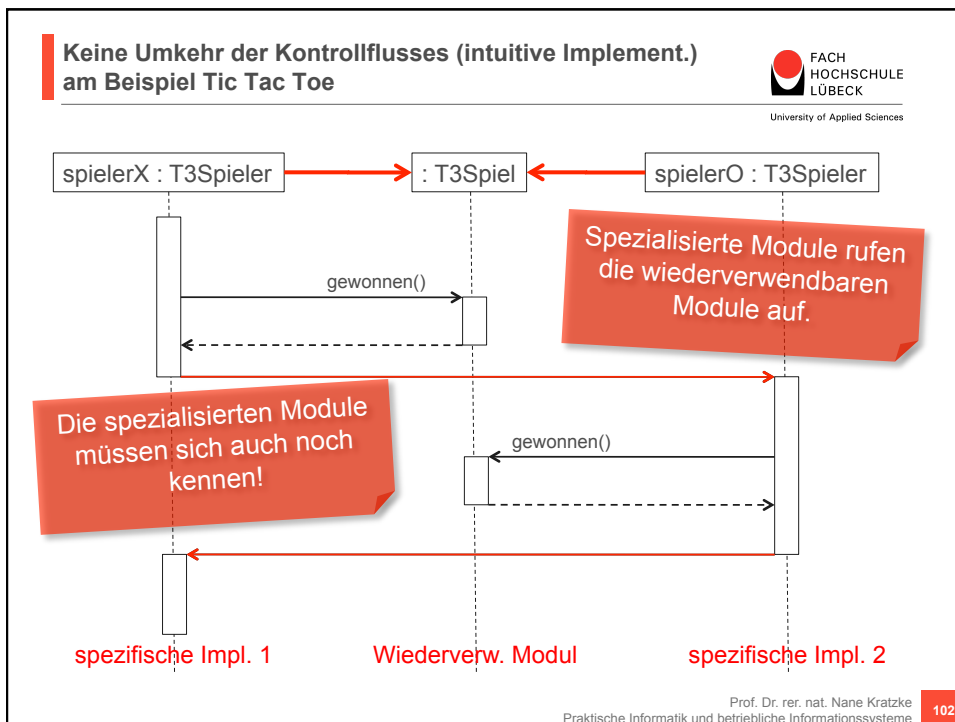 Keine Umkehr der Kontrollflusses (intuitive Implement.)
am Beispiel Tic Tac Toe
FACH
HOCHSCHULE
LÜBECK
University of Applied Sciences
spielerX : T3Spieler
: T3Spiel
spielerO : T3Spieler
Spezialisierte Module rufen
die wiederverwendbaren
Module auf.
gewonnen()
Die spezialisierten Module
müssen sich auch noch
kennen!
gewonnen()
spezifische Impl. 1
Wiederverw. Modul
spezifische Impl. 2
Prof. Dr. rer. nat. Nane Kratzke
Praktische Informatik und betriebliche Informationssysteme
102